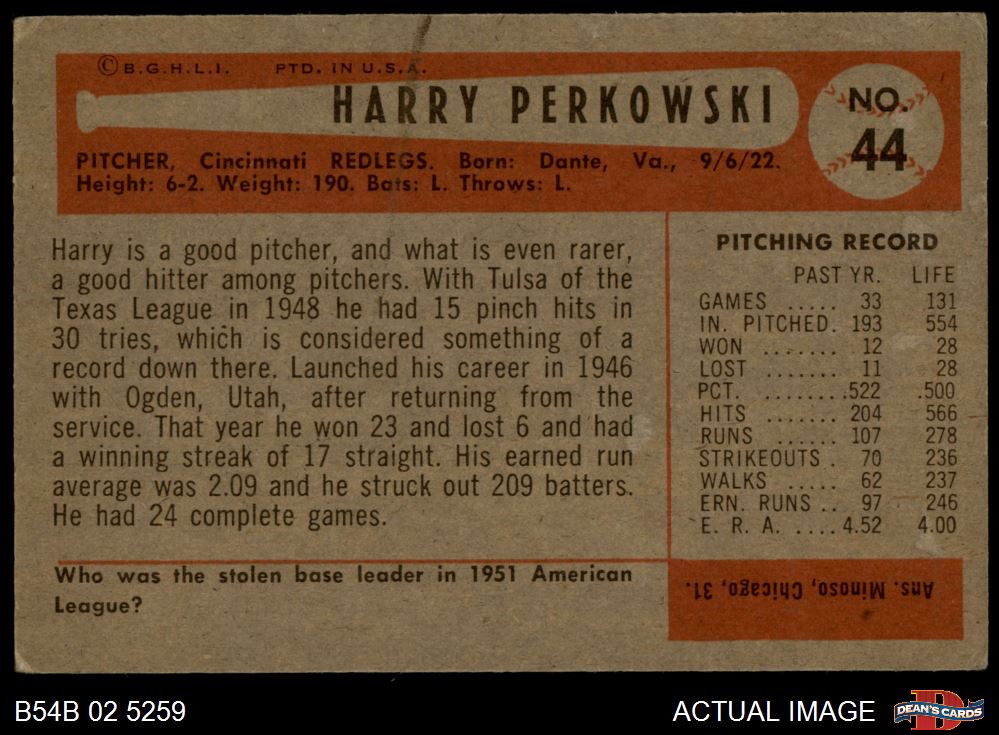 © B.G.H.L.I. PTD. IN U.S.A.
HARRY PERKOWSKI
NO.
44
PITCHER, Cincinnati REDLEGS. Born: Dante, Va., 9/6/22.
Height: 6-2. Weight: 190. Bats: L. Throws: L.
Harry is a good pitcher, and what is even rarer,
a good hitter among pitchers. With Tulsa of the
Texas League in 1948 he had 15 pinch hits in
30 tries, which is considered something of a
record down there. Launched his career in 1946
with Ogden, Utah, after returning from the
service. That year he won 23 and lost 6 and had
a winning streak of 17 straight. His earned run
average was 2.09 and he struck out 209 batters.
He had 24 complete games.
PITCHING RECORD
PAST YR. LIFE
GAMES ..... 33 131
IN. PITCHED. 193 554
WON ....... 12 28
LOST ....... 11 28
PCT. ........522 .500
HITS ....... 204 566
RUNS ...... 107 278
STRIKEOUTS . 70 236
WALKS ..... 62 237
ERN. RUNS .. 97 246
E. R. A. ....4.52 4.00
Who was the stolen base leader in 1951 American
League?
Ans. Minoso, Chicago, 31.
B54B 02 5259
ACTUAL IMAGE
D
DEAN'S CARDS